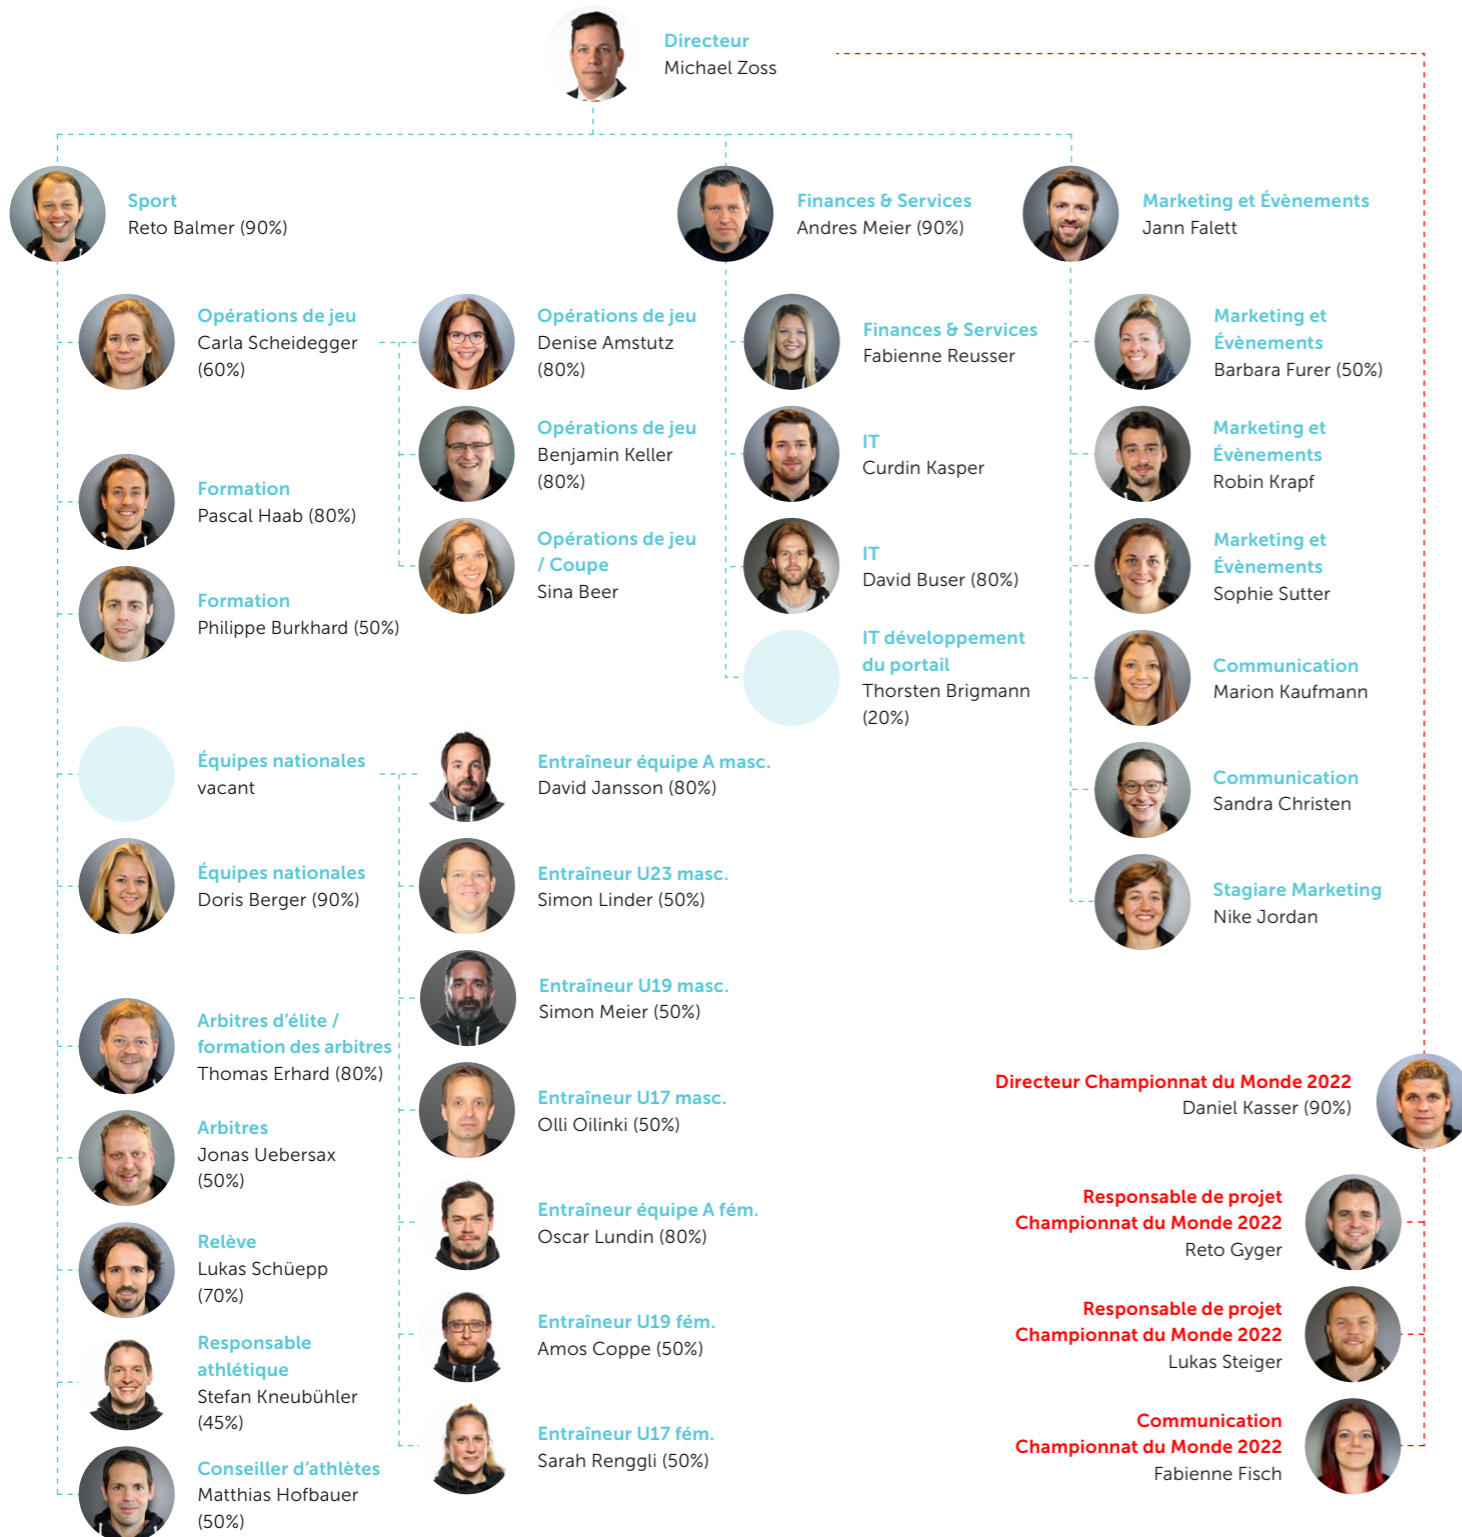 Directeur
Michael Zoss
Sport
Reto Balmer (90%)
Finances & Services
Andres Meier (90%)
Marketing et Évènements
Jann Falett
Opérations de jeu
Carla Scheidegger
(60%)
Formation
Pascal Haab (80%)
Formation
Philippe Burkhard (50%)
Équipes nationales
vacant
Équipes nationales
Doris Berger (90%)
Arbitres d’élite /
formation des arbitres
Thomas Erhard (80%)
Arbitres
Jonas Uebersax
(50%)
Relève
Lukas Schüepp
(70%)
Responsable
athlétique
Stefan Kneubühler
(45%)
Conseiller d’athlètes
Matthias Hofbauer
(50%)
Opérations de jeu
Denise Amstutz
(80%)
Opérations de jeu
Benjamin Keller
(80%)
Opérations de jeu
/ Coupe
Sina Beer
Entraîneur équipe A masc.
David Jansson (80%)
Entraîneur U23 masc.
Simon Linder (50%)
Entraîneur U19 masc.
Simon Meier (50%)
Entraîneur U17 masc.
Olli Oilinki (50%)
Entraîneur équipe A fém.
Oscar Lundin (80%)
Entraîneur U19 fém.
Amos Coppe (50%)
Entraîneur U17 fém.
Sarah Renggli (50%)
Finances & Services
Fabienne Reusser
IT
Curdin Kasper
IT
David Buser (80%)
IT développement
du portail
Thorsten Brigmann
(20%)
Marketing et
Évènements
Barbara Furer (50%)
Marketing et
Évènements
Robin Krapf
Marketing et
Évènements
Sophie Sutter
Communication
Marion Kaufmann
Communication
Sandra Christen
Stagiare Marketing
Nike Jordan
Directeur Championnat du Monde 2022
Daniel Kasser (90%)
Responsable de projet
Championnat du Monde 2022
Reto Gyger
Responsable de projet
Championnat du Monde 2022
Lukas Steiger
Communication
Championnat du Monde 2022
Fabienne Fisch